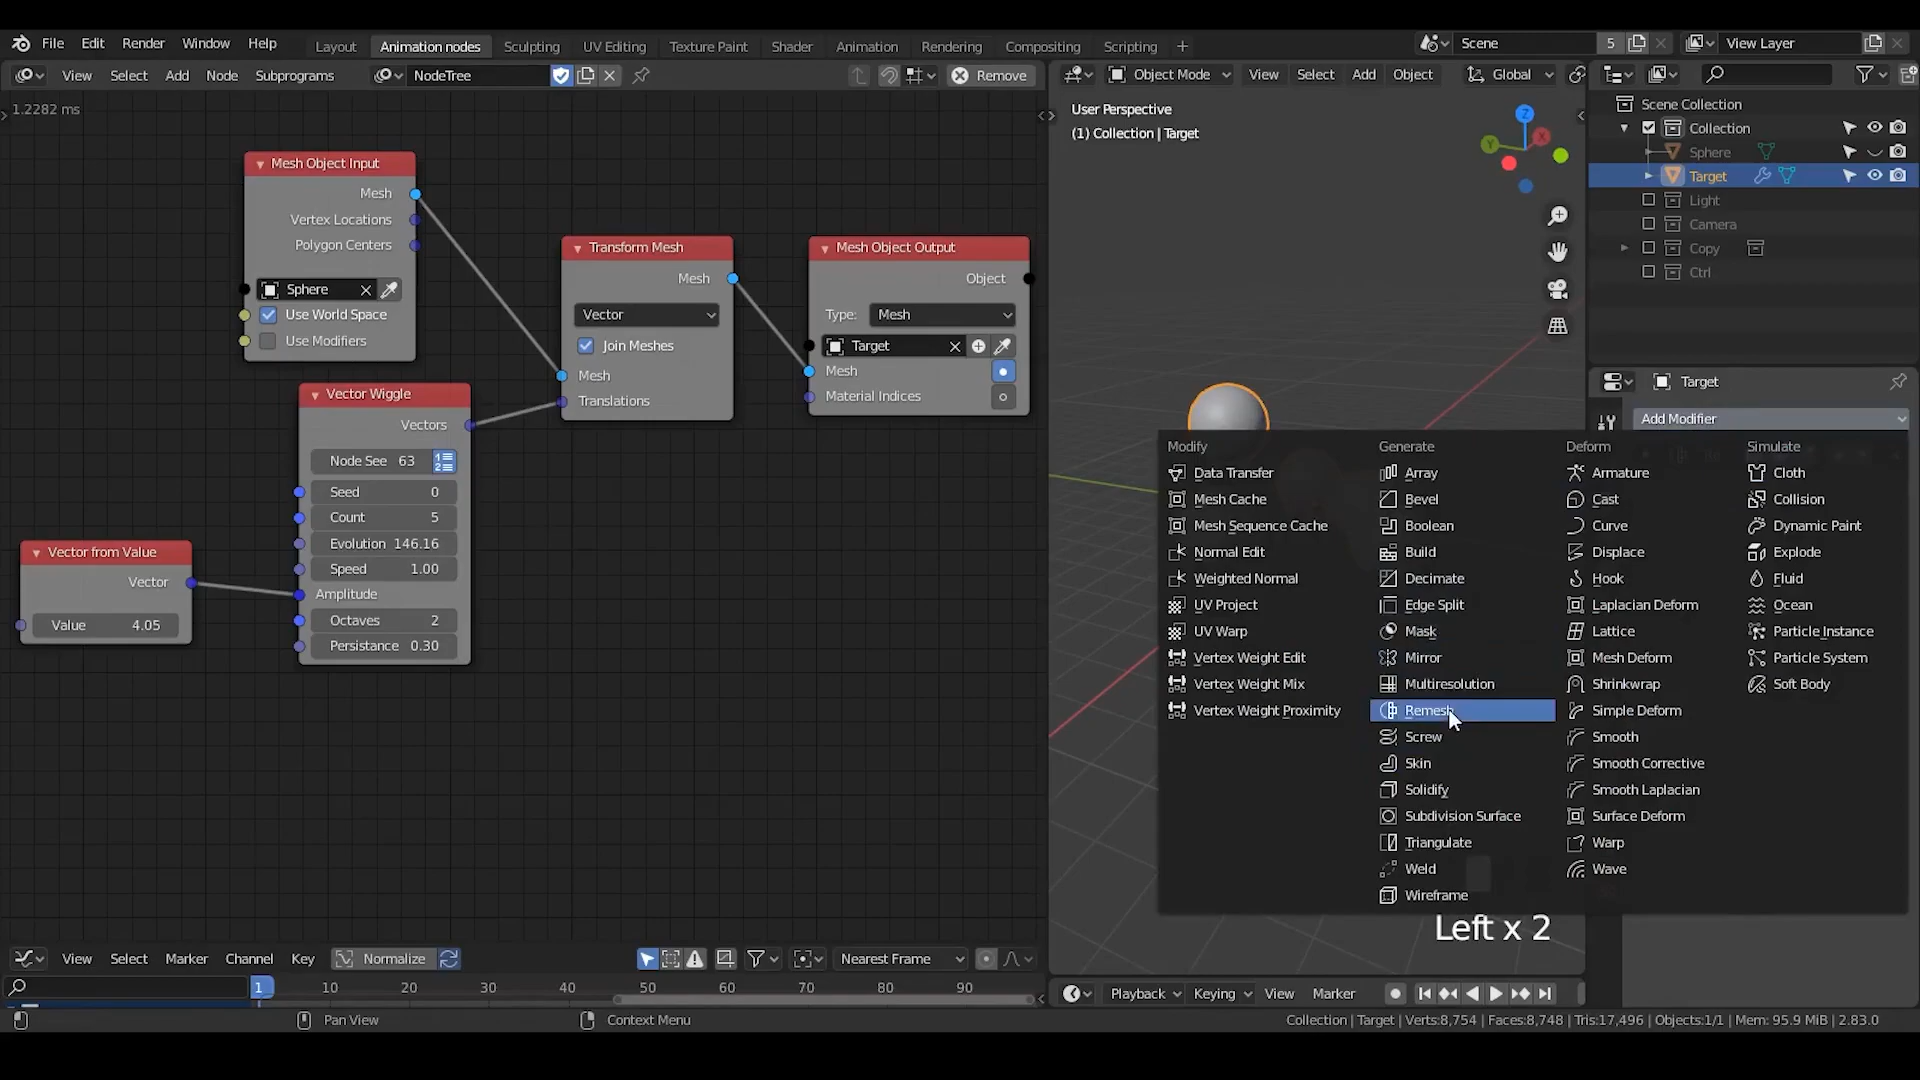 File Edit Render Window Help Layout Animation nodes Sculpting UV Editing Texture Paint Shader Animation Rendering Compositing Scripting + Scene 5 View Layer
View Select Add Node Subprograms NodeTree Remove Object Mode View Select Add Object Global
1.2282 ms
User Perspective
(1) Collection | Target
Z
X
Y
Scene Collection
Collection
Sphere
Target
Light
Camera
Copy
Ctrl
Mesh Object Input
Mesh
Vertex Locations
Polygon Centers
Sphere
Use World Space
Use Modifiers
Transform Mesh
Mesh
Vector
Join Meshes
Mesh
Translations
Mesh Object Output
Object
Type: Mesh
Target
Mesh
Material Indices
Vector Wiggle
Vectors
Node See 63
Seed 0
Count 5
Evolution 146.16
Speed 1.00
Amplitude
Octaves 2
Persistance 0.30
Vector from Value
Vector
Value 4.05
Target
Add Modifier
Modify
Data Transfer
Mesh Cache
Mesh Sequence Cache
Normal Edit
Weighted Normal
UV Project
UV Warp
Vertex Weight Edit
Vertex Weight Mix
Vertex Weight Proximity
Generate
Array
Bevel
Boolean
Build
Decimate
Edge Split
Mask
Mirror
Multiresolution
Remesh
Screw
Skin
Solidify
Subdivision Surface
Triangulate
Weld
Wireframe
Deform
Armature
Cast
Curve
Displace
Hook
Laplacian Deform
Lattice
Mesh Deform
Shrinkwrap
Simple Deform
Smooth
Smooth Corrective
Smooth Laplacian
Surface Deform
Warp
Wave
Simulate
Cloth
Collision
Dynamic Paint
Explode
Fluid
Ocean
Particle Instance
Particle System
Soft Body
Left x 2
View Select Marker Channel Key Normalize Nearest Frame
1 10 20 30 40 50 60 70 80 90
Playback Keying View Marker
Pan View Context Menu Collection | Target | Verts:8,754 | Faces:8,748 | Tris:17,496 | Objects:1/1 | Mem: 95.9 MiB | 2.83.0